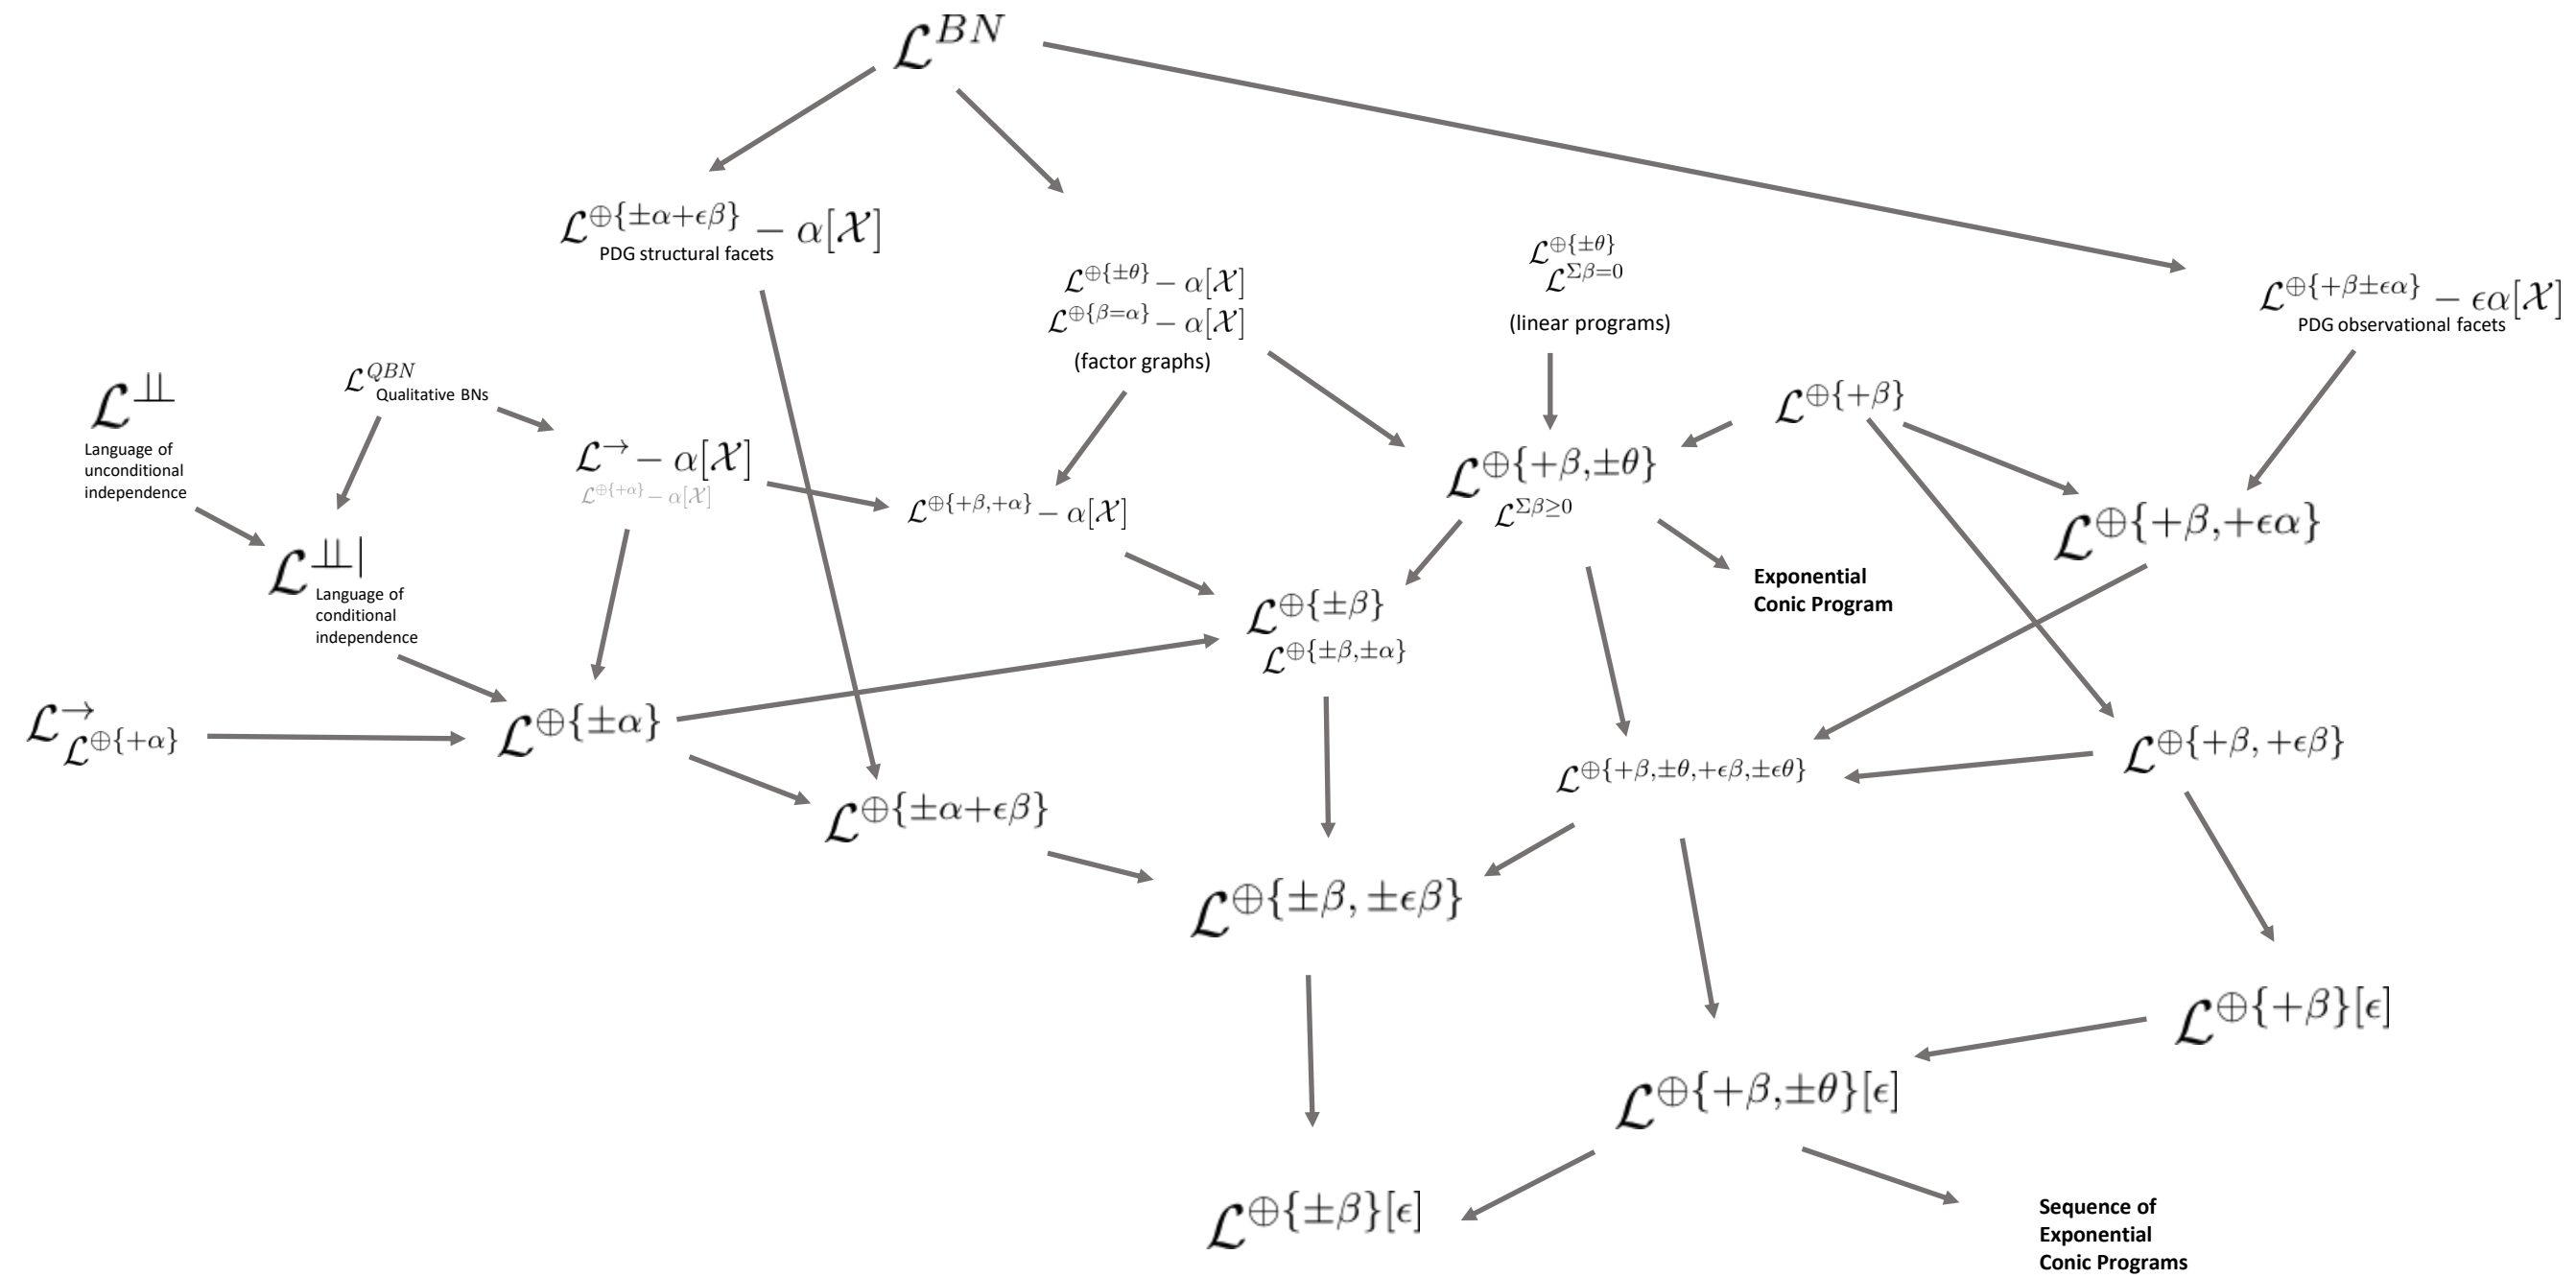 ℒ^{BN}
ℒ^{⊕{±α+ϵβ}} − α[𝒳]
PDG structural facets
ℒ^{⊕{±θ}} − α[𝒳]
ℒ^{⊕{β=α}} − α[𝒳]
(factor graphs)
ℒ^{⊕{±θ}}
ℒ^{Σβ=0}
(linear programs)
ℒ^{⊕{+β±ϵα}} − ϵα[𝒳]
PDG observational facets
ℒ^{⊥⊥}
Language of
unconditional
independence
ℒ^{QBN}
Qualitative BNs
ℒ^{→} − α[𝒳]
ℒ^{⊕{+α}} − α[𝒳]
ℒ^{⊕{+β,+α}} − α[𝒳]
ℒ^{⊕{+β,±θ}}
ℒ^{Σβ≥0}
ℒ^{⊕{+β}}
ℒ^{⊕{+β,+ϵα}}
ℒ^{⊥⊥|}
Language of
conditional
independence
Exponential
Conic Program
ℒ^{⊕{±β}}
ℒ^{⊕{±β,±α}}
ℒ^{→}
ℒ^{⊕{+α}}
ℒ^{⊕{±α}}
ℒ^{⊕{+β,±θ,+ϵβ,±ϵθ}}
ℒ^{⊕{+β,+ϵβ}}
ℒ^{⊕{±α+ϵβ}}
ℒ^{⊕{±β,±ϵβ}}
ℒ^{⊕{+β}[ϵ]}
ℒ^{⊕{+β,±θ}[ϵ]}
ℒ^{⊕{±β}[ϵ]}
Sequence of
Exponential
Conic Programs